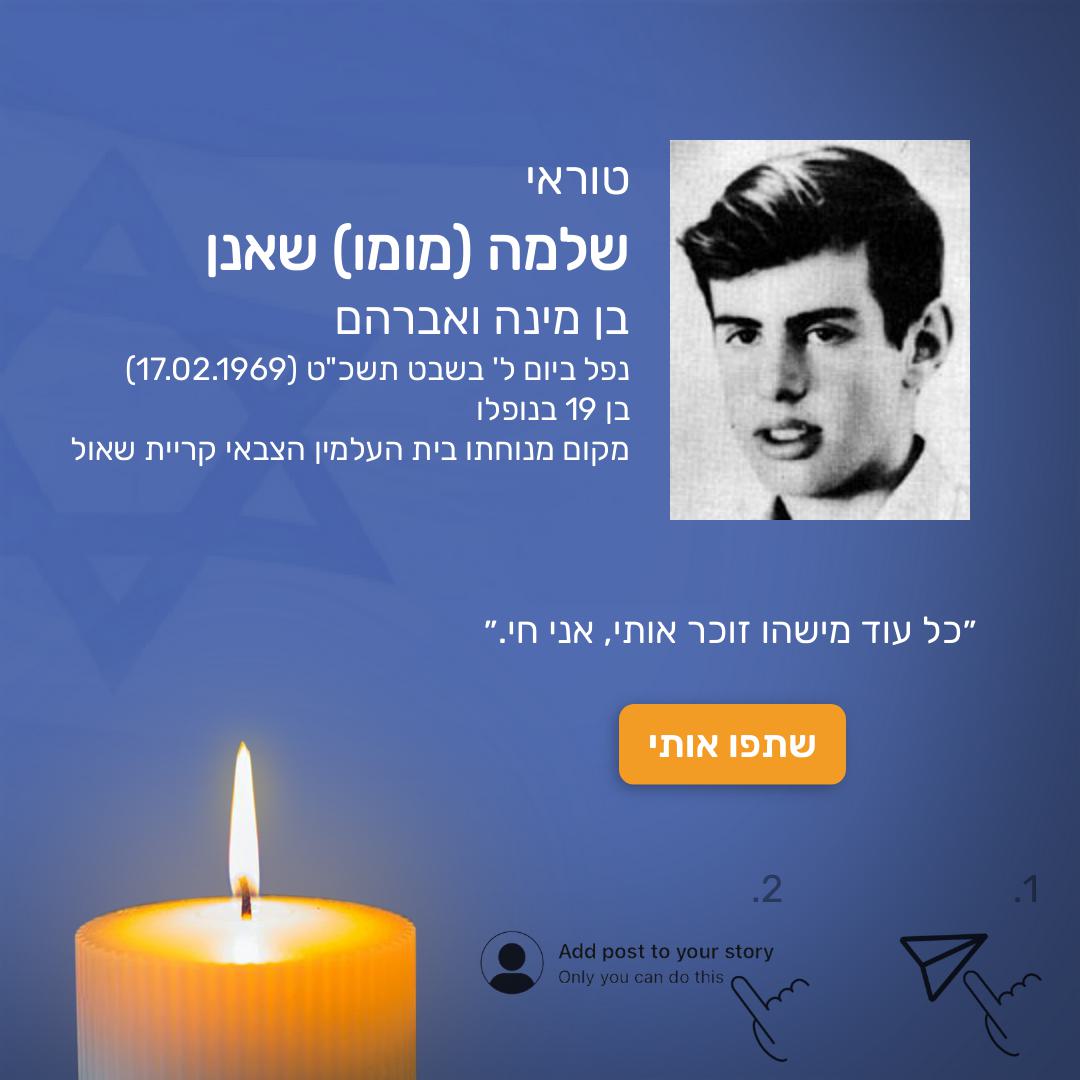 טוראי
שלמה (מומו) שאנן
בן מינה ואברהם
נפל ביום ל' בשבט תשכ"ט (17.02.1969)
בן 19 בנופלו
מקום מנוחתו בית העלמין הצבאי קריית שאול
״כל עוד מישהו זוכר אותי, אני חי.״
שתפו אותי
.1
.2
Add post to your story
Only you can do this